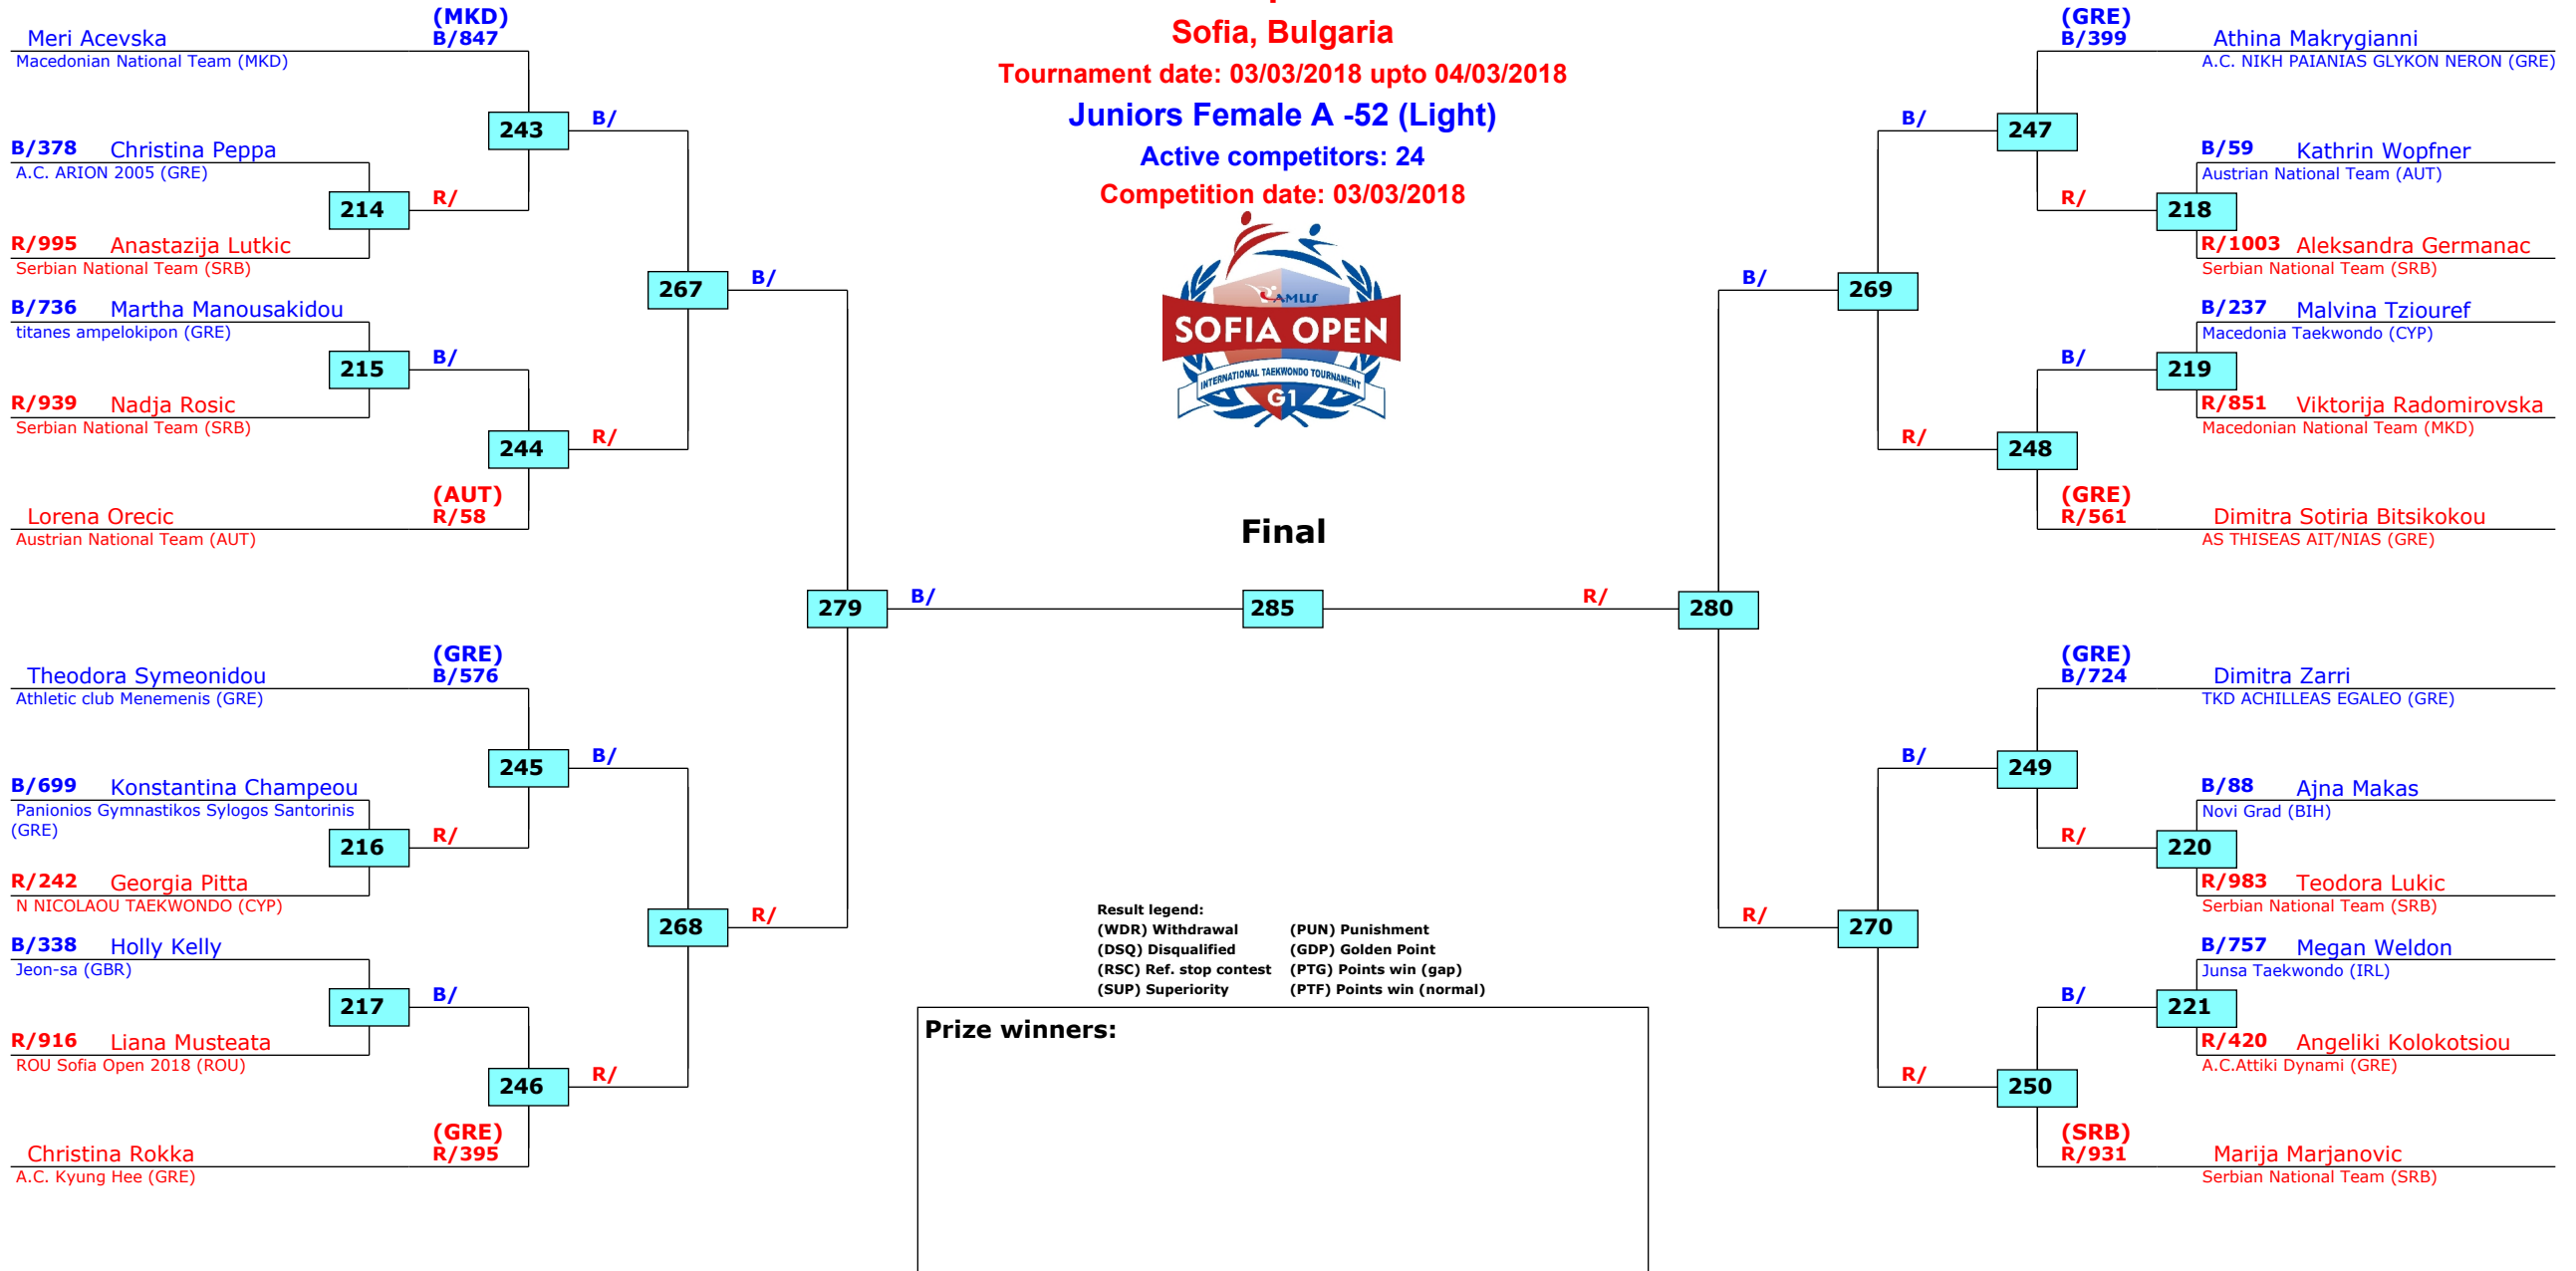 Sofia, Bulgaria
Tournament date: 03/03/2018 upto 04/03/2018
Juniors Female A -52 (Light)
Active competitors: 24
Competition date: 03/03/2018
AMUS
SOFIA OPEN
INTERNATIONAL TAEKWONDO TOURNAMENT
G1
(MKD)
Meri Acevska B/847
Macedonian National Team (MKD)
243
B/
B/378 Christina Peppa
A.C. ARION 2005 (GRE)
214
R/
R/995 Anastazija Lutkic
Serbian National Team (SRB)
267
B/
B/736 Martha Manousakidou
titanes ampelokipon (GRE)
215
B/
R/939 Nadja Rosic
Serbian National Team (SRB)
244
R/
(AUT)
Lorena Orecic R/58
Austrian National Team (AUT)
279
B/
(GRE)
Theodora Symeonidou B/576
Athletic club Menemenis (GRE)
245
B/
B/699 Konstantina Champeou
Panionios Gymnastikos Sylogos Santorinis
(GRE)
216
R/
R/242 Georgia Pitta
N NICOLAOU TAEKWONDO (CYP)
268
R/
B/338 Holly Kelly
Jeon-sa (GBR)
217
B/
R/916 Liana Musteata
ROU Sofia Open 2018 (ROU)
246
R/
(GRE)
Christina Rokka R/395
A.C. Kyung Hee (GRE)
Final
285
(GRE)
B/399 Athina Makrygianni
A.C. NIKH PAIANIAS GLYKON NERON (GRE)
B/
247
B/59 Kathrin Wopfner
Austrian National Team (AUT)
R/
218
R/1003 Aleksandra Germanac
Serbian National Team (SRB)
B/
269
B/237 Malvina Tziouref
Macedonia Taekwondo (CYP)
B/
219
R/851 Viktorija Radomirovska
Macedonian National Team (MKD)
R/
248
(GRE)
R/561 Dimitra Sotiria Bitsikokou
AS THISEAS AIT/NIAS (GRE)
R/
280
(GRE)
B/724 Dimitra Zarri
TKD ACHILLEAS EGALEO (GRE)
B/
249
B/88 Ajna Makas
Novi Grad (BIH)
R/
220
R/983 Teodora Lukic
Serbian National Team (SRB)
R/
270
B/757 Megan Weldon
Junsa Taekwondo (IRL)
B/
221
R/420 Angeliki Kolokotsiou
A.C.Attiki Dynami (GRE)
R/
250
(SRB)
R/931 Marija Marjanovic
Serbian National Team (SRB)
Result legend:
(WDR) Withdrawal (PUN) Punishment
(DSQ) Disqualified (GDP) Golden Point
(RSC) Ref. stop contest (PTG) Points win (gap)
(SUP) Superiority (PTF) Points win (normal)
Prize winners: